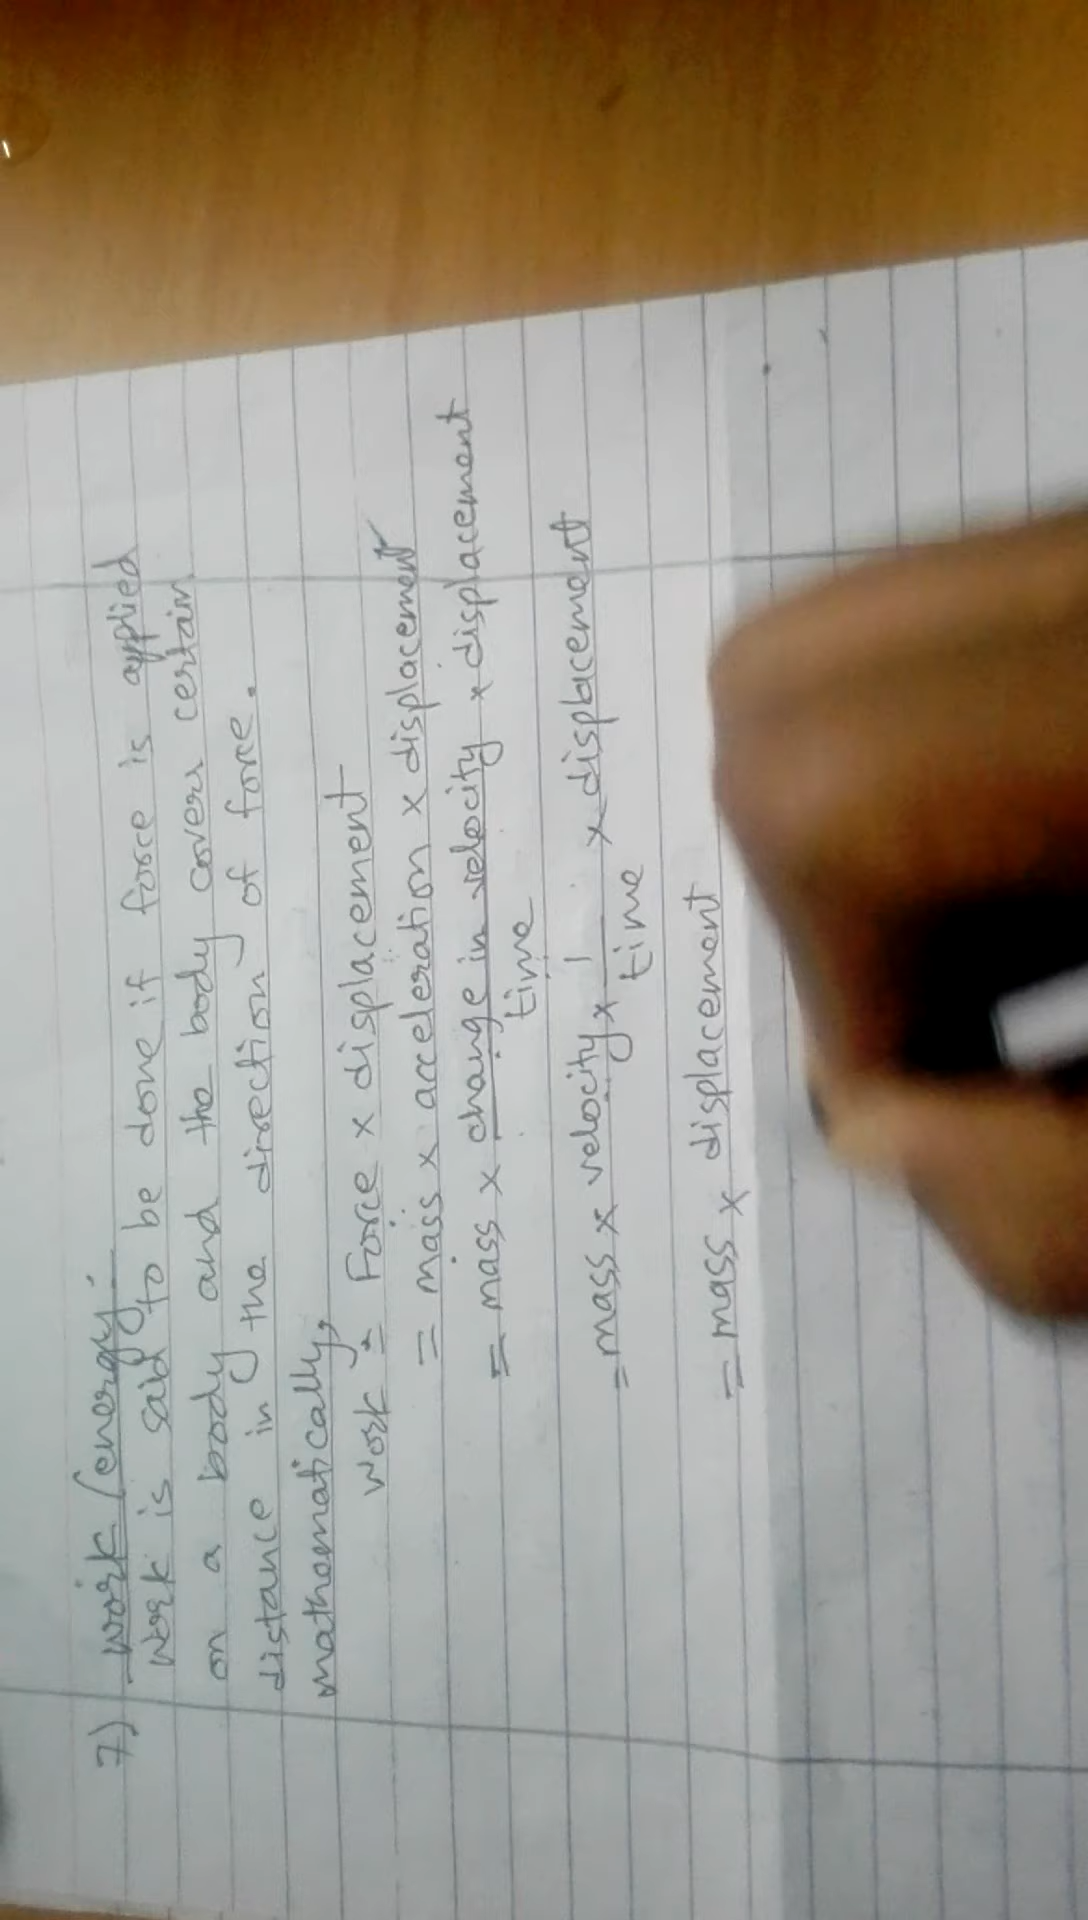 7) Work/energy:-
Work is said to be done if force is applied
on a body and the body covers certain
distance in the direction of force.
mathematically,
Work = Force x displacement
= mass x acceleration x displacement
= mass x change in velocity x displacement
time
= mass x velocity x 1 x displacement
time
= mass x displacement